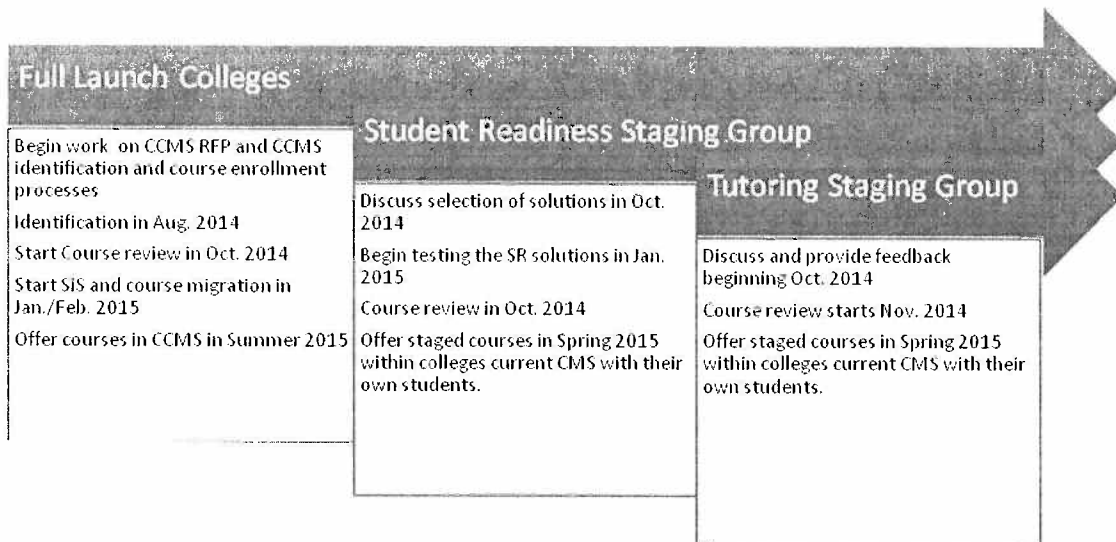 Full Launch Colleges
Begin work on CCMS RFP and CCMS
identification and course enrollment
processes
Identification in Aug. 2014
Start Course review in Oct. 2014
Start SIS and course migration in
Jan./Feb. 2015
Offer courses in CCMS in Summer 2015
Student Readiness Staging Group
Discuss selection of solutions in Oct.
2014
Begin testing the SR solutions in Jan.
2015
Course review in Oct. 2014
Offer staged courses in Spring 2015
within colleges current CMS with their
own students.
Tutoring Staging Group
Discuss and provide feedback
beginning Oct. 2014
Course review starts Nov. 2014
Offer staged courses in Spring 2015
within colleges current CMS with their
own students.